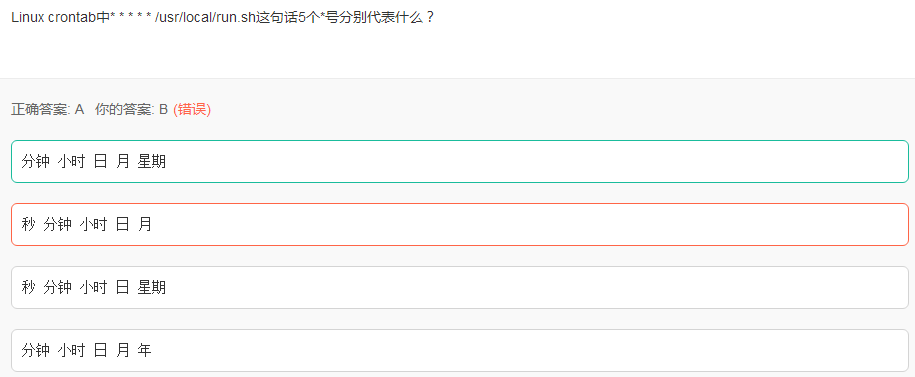 Linux crontab中* * * * * /usr/local/run.sh这句话5个*号分别代表什么？
正确答案: A 你的答案: B (错误)
分钟 小时 日 月 星期
秒 分钟 小时 日 月
秒 分钟 小时 日 星期
分钟 小时 日 月 年